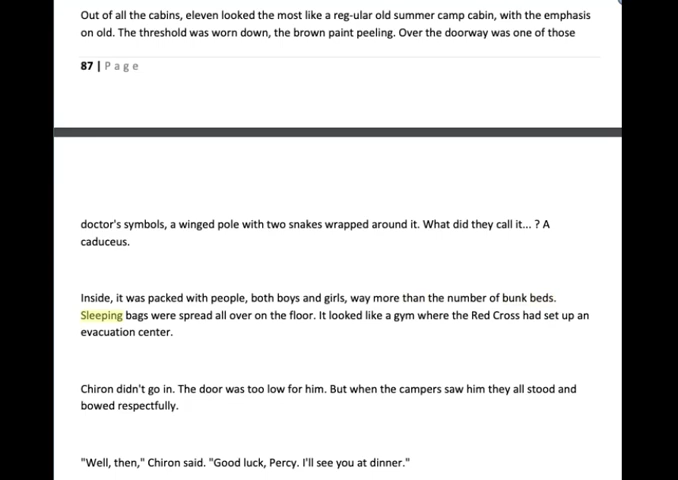 Out of all the cabins, eleven looked the most like a reg-ular old summer camp cabin, with the emphasis
on old. The threshold was worn down, the brown paint peeling. Over the doorway was one of those
87 | Page
doctor's symbols, a winged pole with two snakes wrapped around it. What did they call it... ? A
caduceus.
Inside, it was packed with people, both boys and girls, way more than the number of bunk beds.
Sleeping bags were spread all over on the floor. It looked like a gym where the Red Cross had set up an
evacuation center.
Chiron didn't go in. The door was too low for him. But when the campers saw him they all stood and
bowed respectfully.
"Well, then," Chiron said. "Good luck, Percy. I'll see you at dinner."